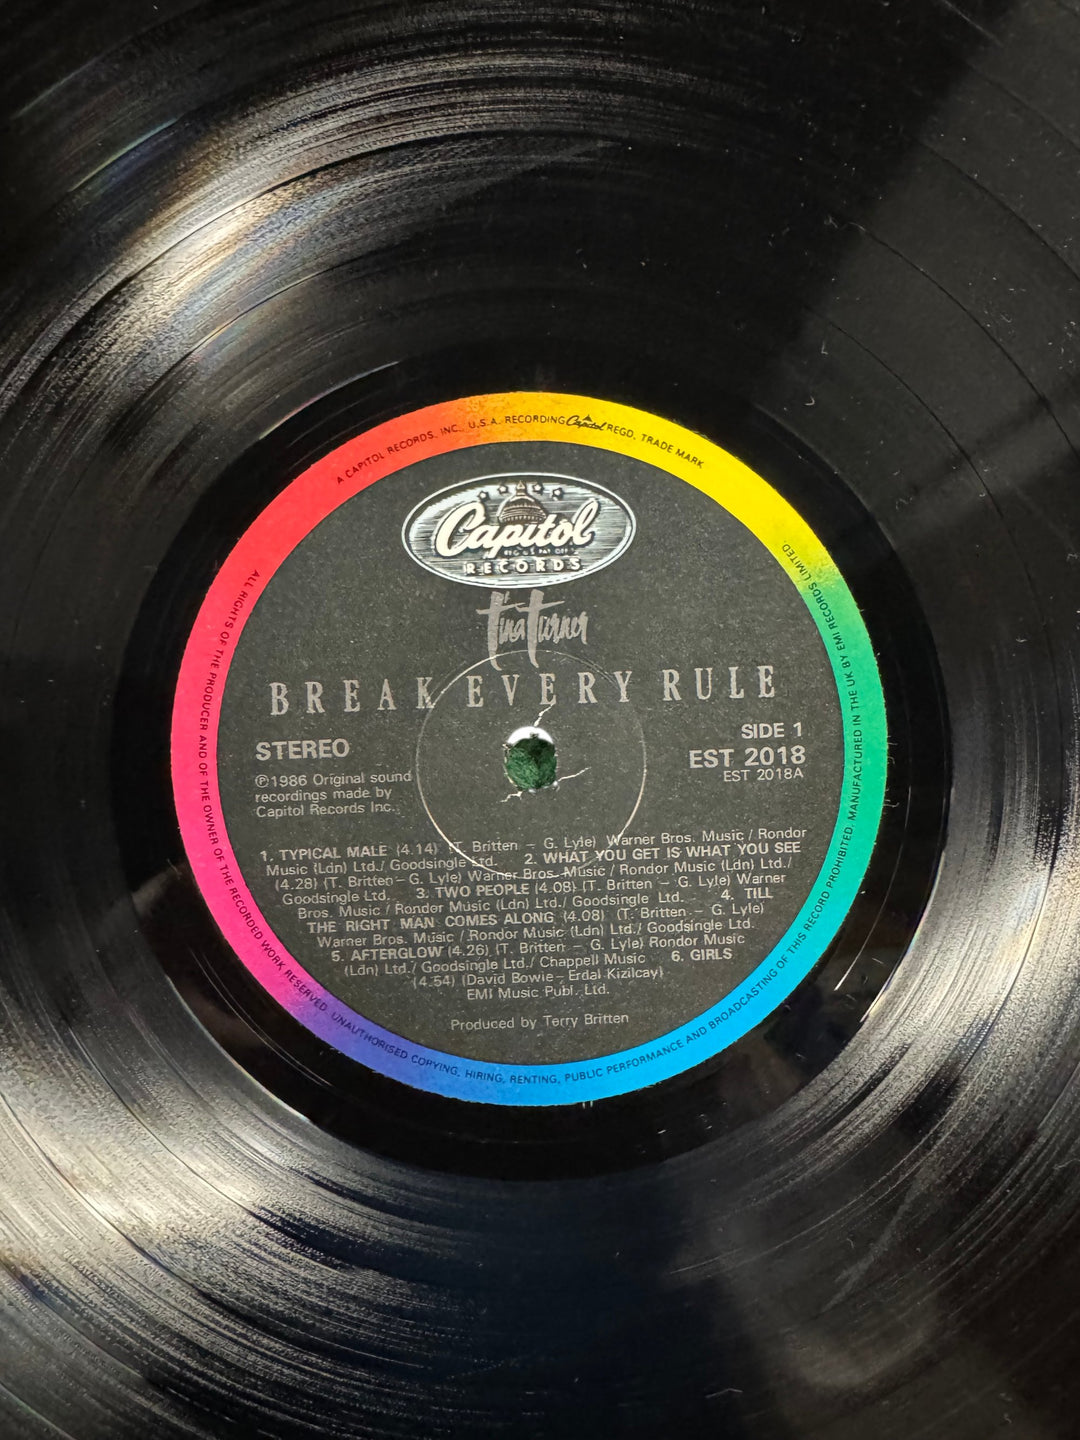 A CAPITOL RECORDS, INC., U.S.A. RECORDING Capitol REGD. TRADE MARK
Capitol
RECORDS
Tina Turner
BREAK EVERY RULE
STEREO
SIDE 1
EST 2018
EST 2018A
℗1986 Original sound
recordings made by
Capitol Records Inc.
1. TYPICAL MALE (4.14) (T. Britten – G. Lyle) Warner Bros. Music / Rondor
Music (Ldn) Ltd./ Goodsingle Ltd. 2. WHAT YOU GET IS WHAT YOU SEE
(4.28) (T. Britten – G. Lyle) Warner Bros. Music / Rondor Music (Ldn) Ltd./
Goodsingle Ltd. 3. TWO PEOPLE (4.08) (T. Britten – G. Lyle) Warner
Bros. Music / Rondor Music (Ldn) Ltd./ Goodsingle Ltd. 4. TILL
THE RIGHT MAN COMES ALONG (4.08) (T. Britten – G. Lyle)
Warner Bros. Music / Rondor Music (Ldn) Ltd./ Goodsingle Ltd.
5. AFTERGLOW (4.26) (T. Britten – G. Lyle) Rondor Music
(Ldn) Ltd./ Goodsingle Ltd./ Chappell Music 6. GIRLS
(4.54) (David Bowie – Erdal Kizilcay)
EMI Music Publ. Ltd.
Produced by Terry Britten
ALL RIGHTS OF THE PRODUCER AND OF THE OWNER OF THE RECORDED WORK RESERVED. UNAUTHORISED COPYING, HIRING, RENTING, PUBLIC PERFORMANCE AND BROADCASTING OF THIS RECORD PROHIBITED. MANUFACTURED IN THE UK BY EMI RECORDS LIMITED.